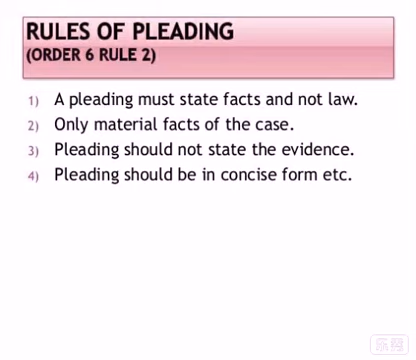 RULES OF PLEADING
(ORDER 6 RULE 2)
1) A pleading must state facts and not law.
2) Only material facts of the case.
3) Pleading should not state the evidence.
4) Pleading should be in concise form etc.